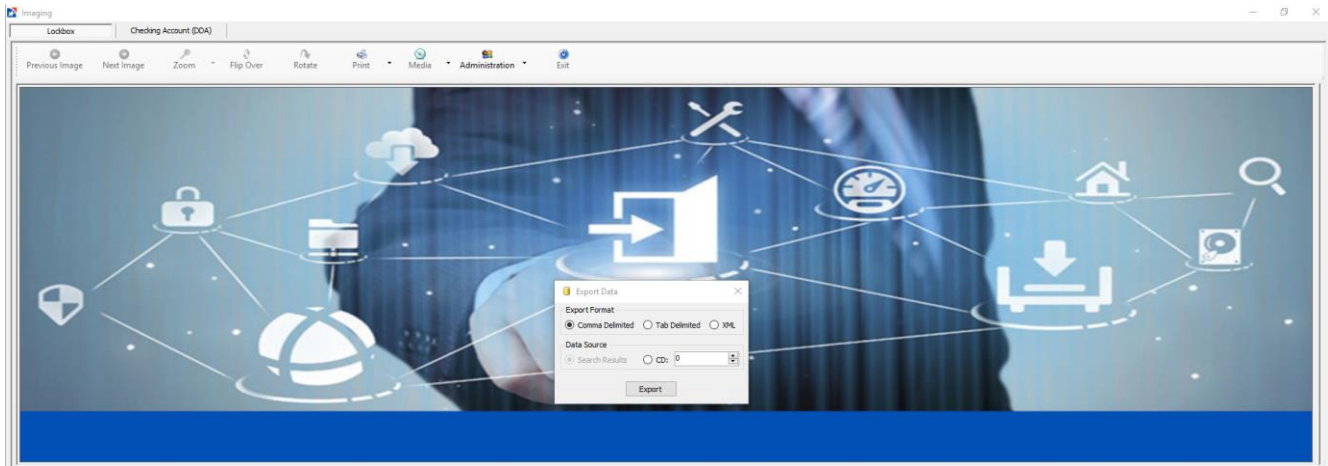 Imaging
Lockbox Checking Account (DDA)
Previous Image Next Image Zoom Flip Over Rotate Print Media Administration Exit
Export Data
Export Format
Comma Delimited Tab Delimited XML
Data Source
Search Results CD: 0
Export